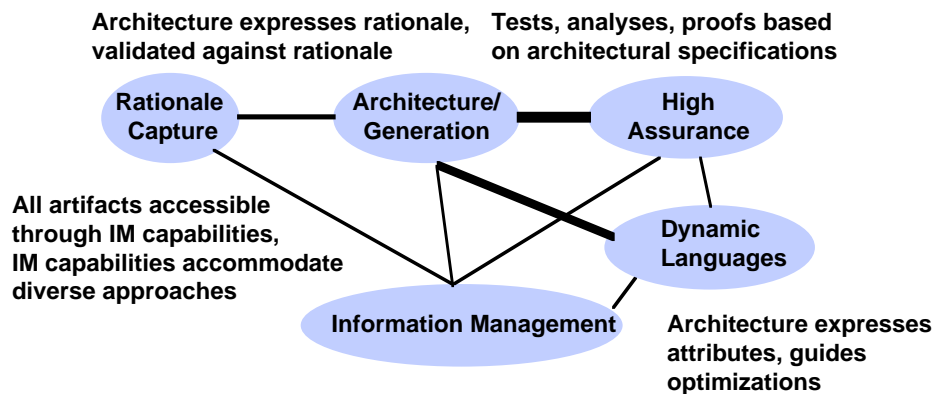 Architecture expresses rationale,
validated against rationale
Tests, analyses, proofs based
on architectural specifications
Rationale
Capture
Architecture/
Generation
High
Assurance
All artifacts accessible
through IM capabilities,
IM capabilities accommodate
diverse approaches
Dynamic
Languages
Information Management
Architecture expresses
attributes, guides
optimizations